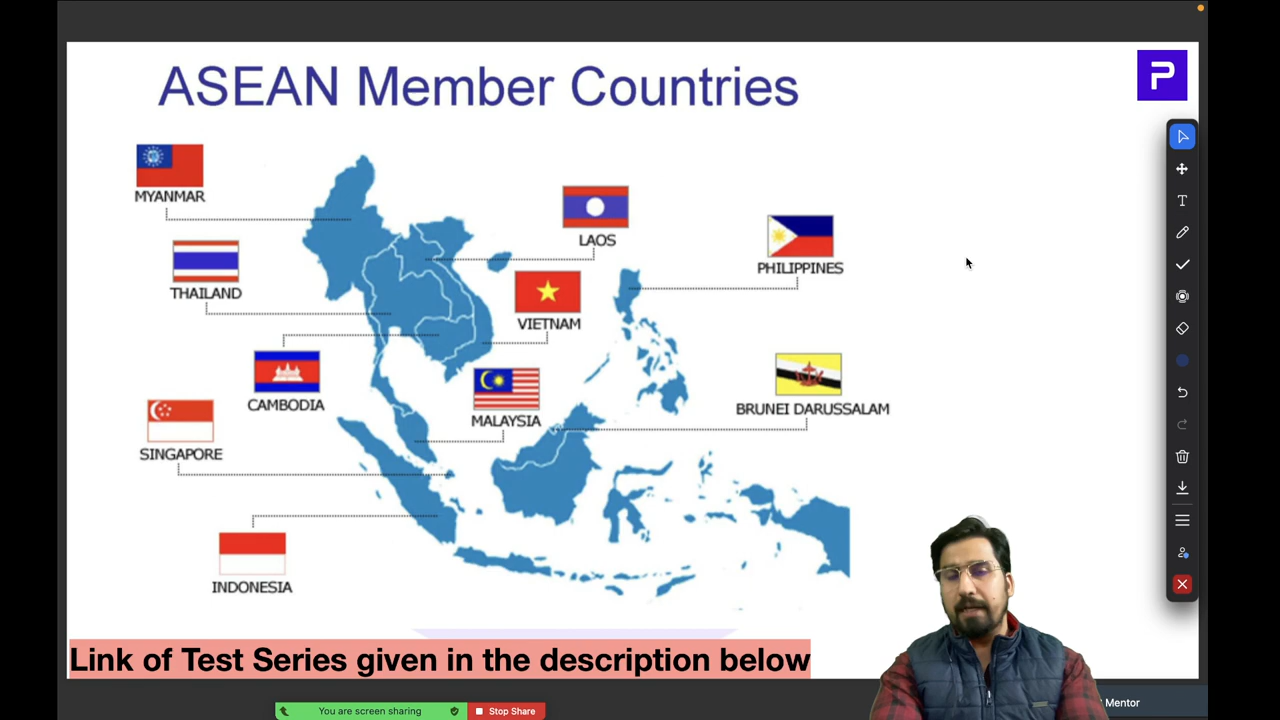 ASEAN Member Countries
P
MYANMAR
LAOS
THAILAND
PHILIPPINES
VIETNAM
CAMBODIA
MALAYSIA
BRUNEI DARUSSALAM
SINGAPORE
INDONESIA
Link of Test Series given in the description below
You are screen sharing
Stop Share
Mentor
T